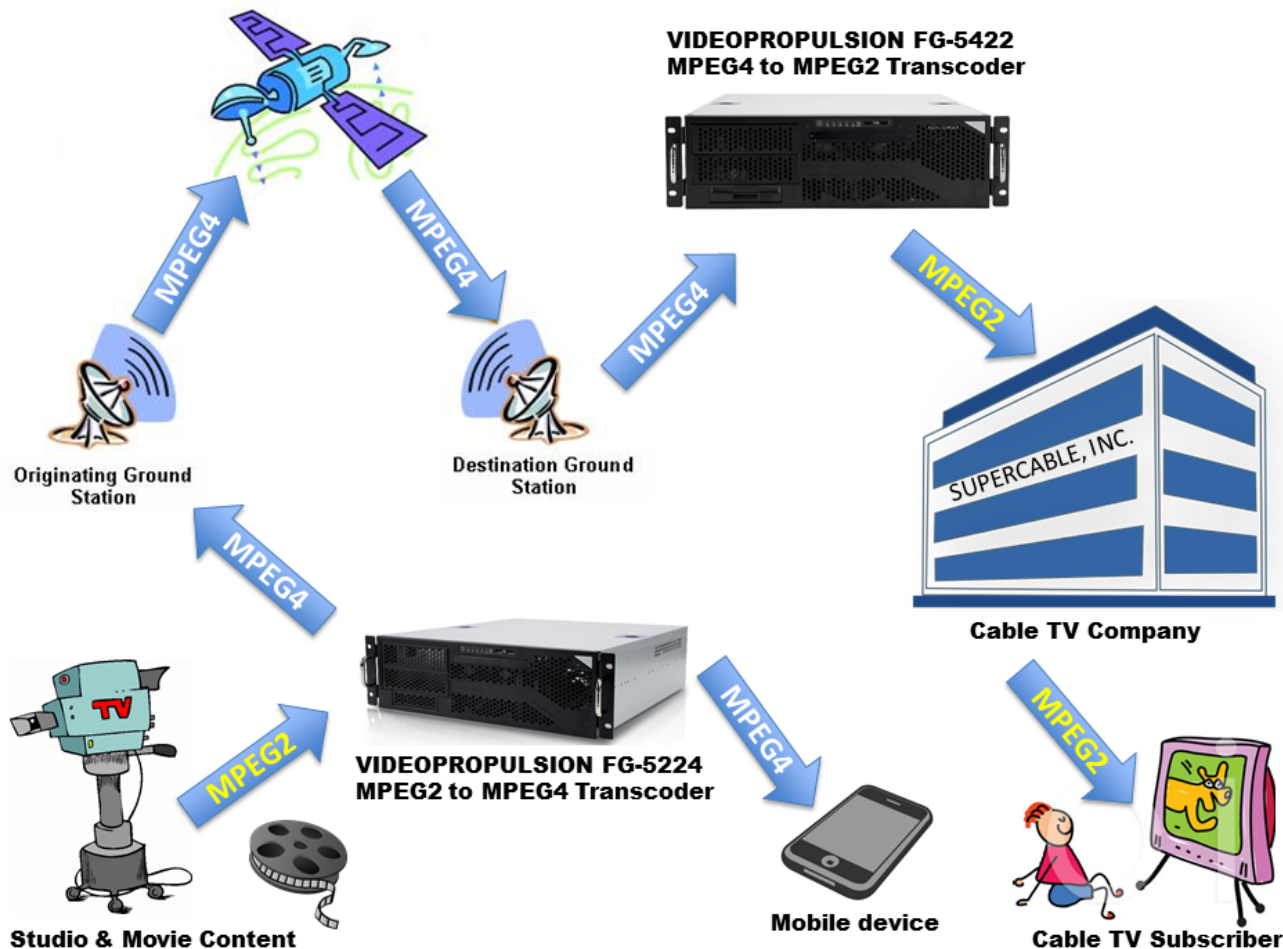 VIDEOPROPULSION FG-5422
MPEG4 to MPEG2 Transcoder
MPEG4
MPEG4
MPEG4
MPEG2
SUPERCABLE, INC.
Originating Ground
Station
Destination Ground
Station
MPEG4
Cable TV Company
TV
MPEG2
MPEG4
MPEG2
VIDEOPROPULSION FG-5224
MPEG2 to MPEG4 Transcoder
Mobile device
Studio & Movie Content
Cable TV Subscriber